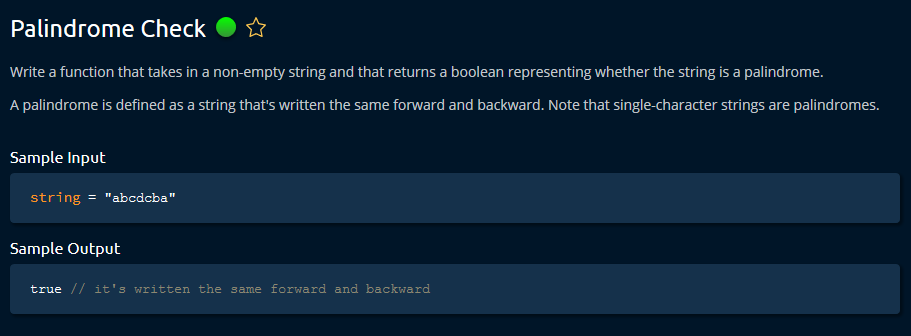 Palindrome Check
Write a function that takes in a non-empty string and that returns a boolean representing whether the string is a palindrome.
A palindrome is defined as a string that's written the same forward and backward. Note that single-character strings are palindromes.
Sample Input
string = "abcdcba"
Sample Output
true // it's written the same forward and backward